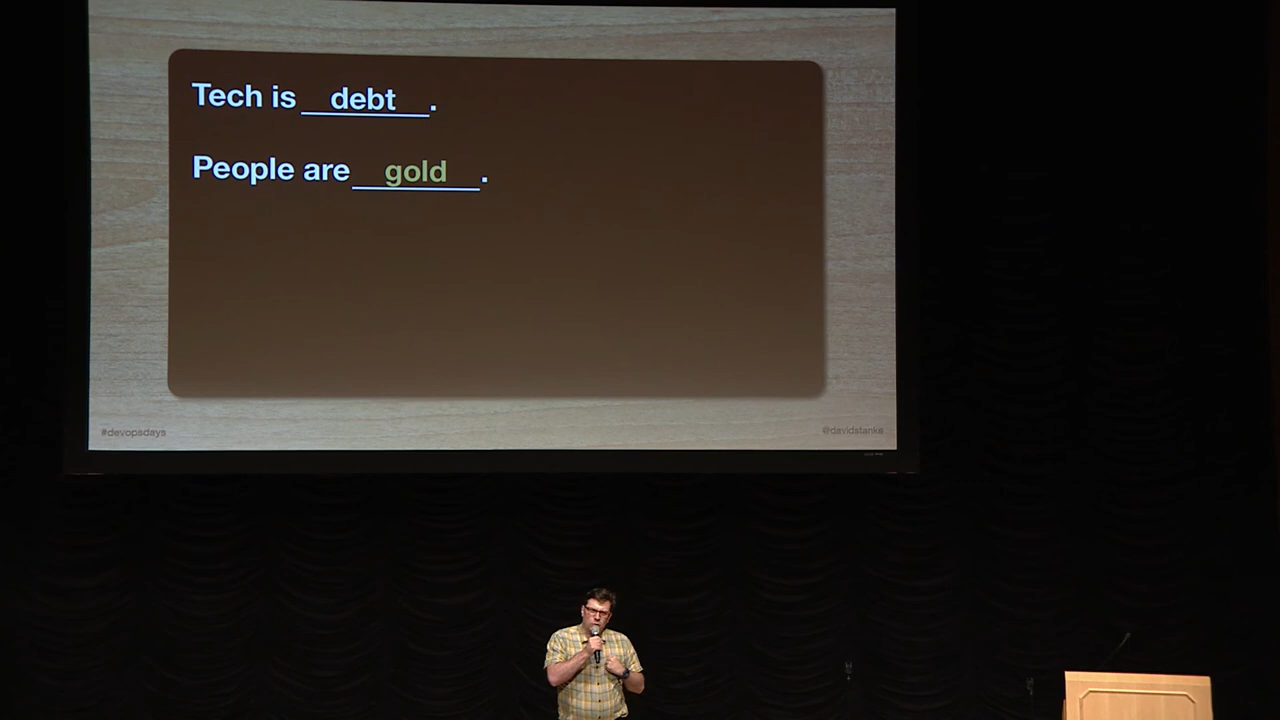 Tech is debt.
People are gold.
#devopsdays
@davidstanke